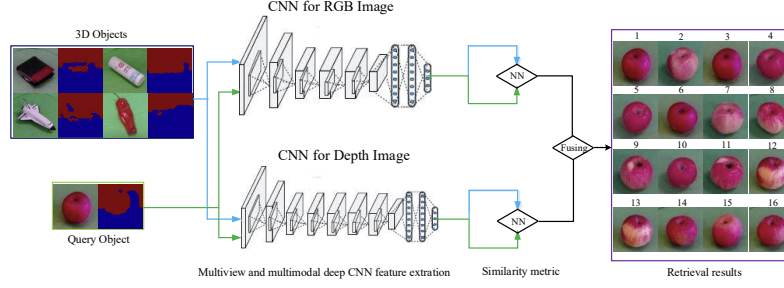 CNN for RGB Image
3D Objects
1 2 3 4
NN
5 6 7 8
Fusing
CNN for Depth Image
9 10 11 12
NN
13 14 15 16
Query Object
Multiview and multimodal deep CNN feature extration
Similarity metric
Retrieval results